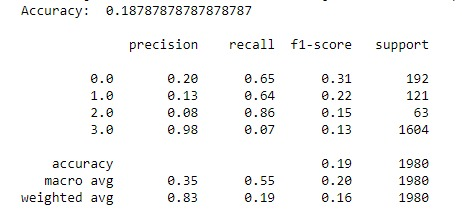 Accuracy: 0.18787878787878787
precision recall f1-score support
0.0 0.20 0.65 0.31 192
1.0 0.13 0.64 0.22 121
2.0 0.08 0.86 0.15 63
3.0 0.98 0.07 0.13 1604
accuracy 0.19 1980
macro avg 0.35 0.55 0.20 1980
weighted avg 0.83 0.19 0.16 1980